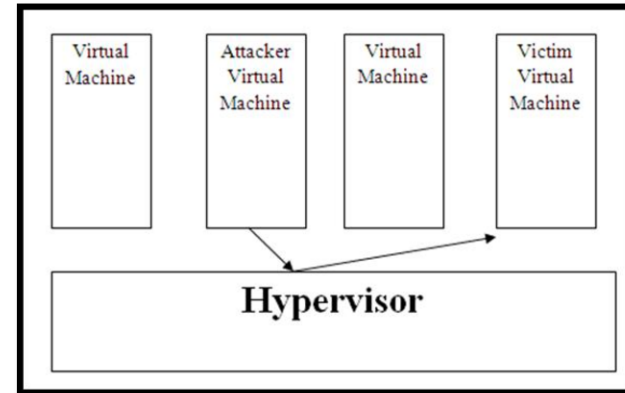 Virtual
Machine
Attacker
Virtual
Machine
Virtual
Machine
Victim
Virtual
Machine
Hypervisor